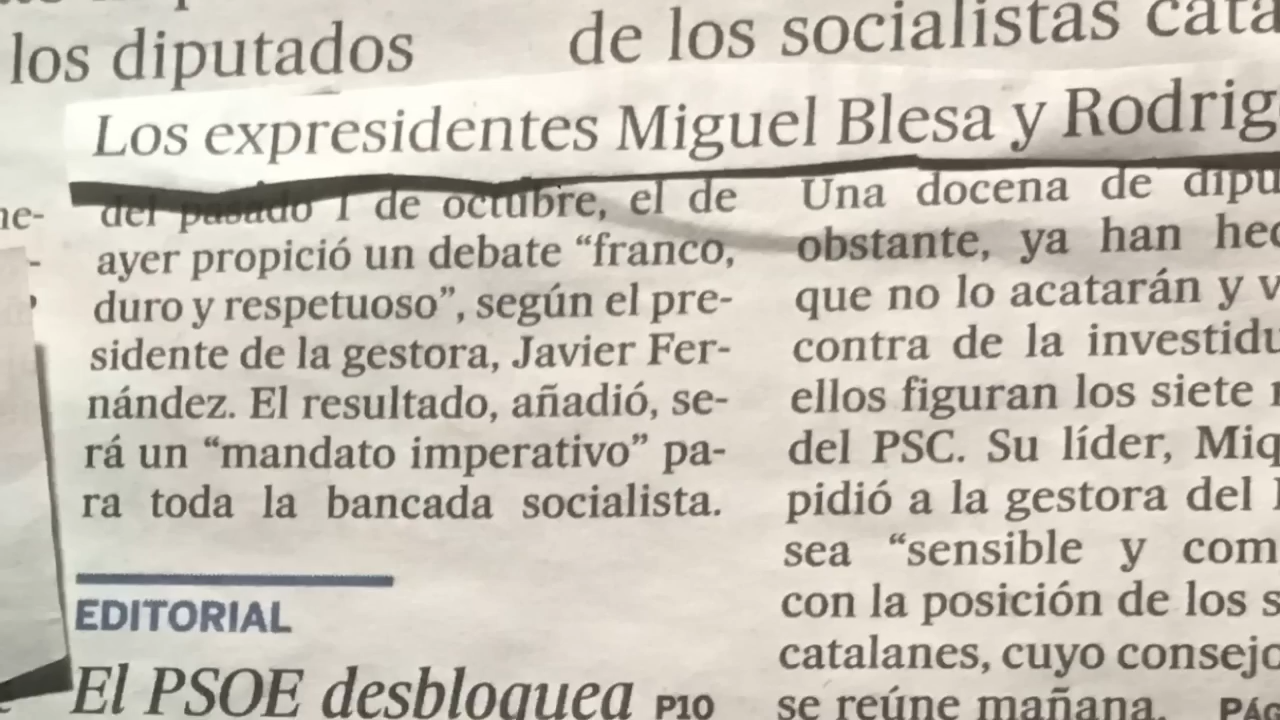 los diputados
de los socialistas cata
Los expresidentes Miguel Blesa y Rodrig
del pasado 1 de octubre, el de
ayer propició un debate “franco,
duro y respetuoso”, según el pre-
sidente de la gestora, Javier Fer-
nández. El resultado, añadió, se-
rá un “mandato imperativo” pa-
ra toda la bancada socialista.
EDITORIAL
El PSOE desbloquea P10
Una docena de dipu
obstante, ya han hec
que no lo acatarán y v
contra de la investidu
ellos figuran los siete
del PSC. Su líder, Miq
pidió a la gestora del
sea “sensible y com
con la posición de los s
catalanes, cuyo consejo
se reúne mañana. PÁG